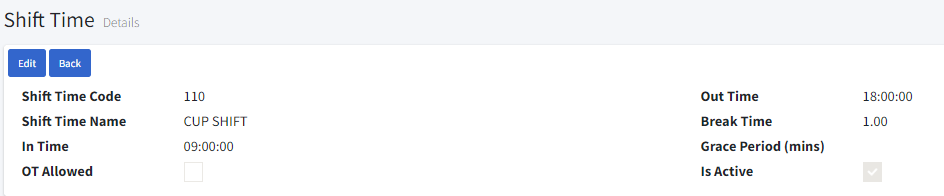 Shift Time Details
Edit Back
Shift Time Code 110 Out Time 18:00:00
Shift Time Name CUP SHIFT Break Time 1.00
In Time 09:00:00 Grace Period (mins)
OT Allowed Is Active